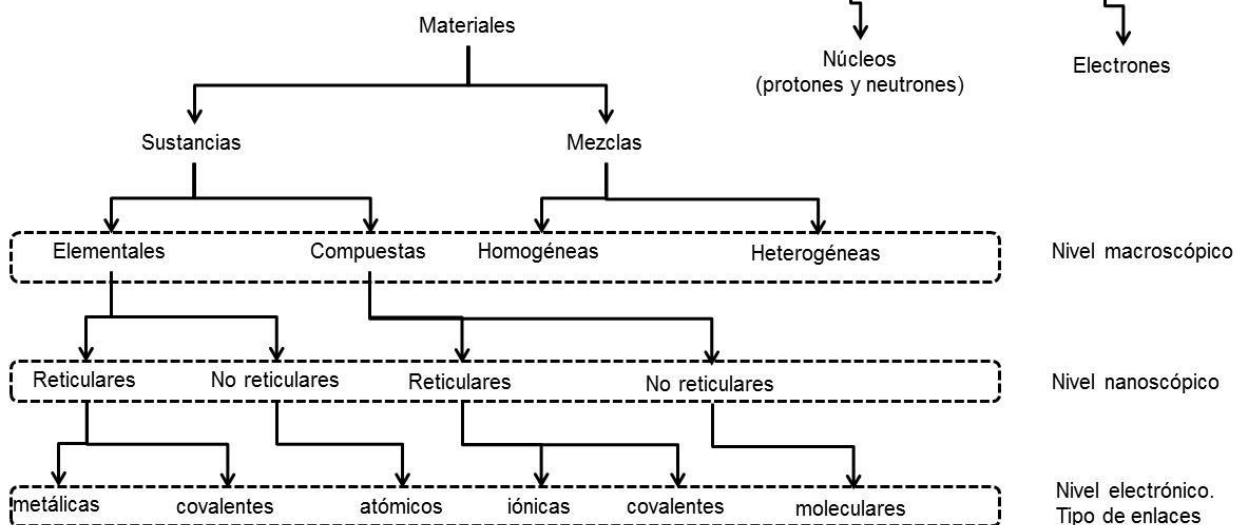 Materiales
Núcleos
(protones y neutrones)
Electrones
Sustancias
Mezclas
Elementales
Compuestas
Homogéneas
Heterogéneas
Nivel macroscópico
Reticulares
No reticulares
Reticulares
No reticulares
Nivel nanoscópico
metálicas
covalentes
atómicos
iónicas
covalentes
moleculares
Nivel electrónico.
Tipo de enlaces